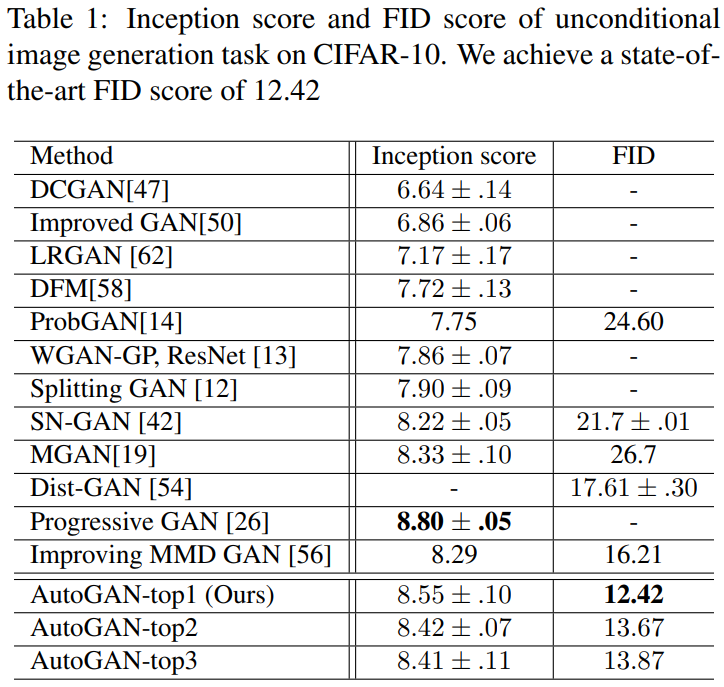 Table 1: Inception score and FID score of unconditional
image generation task on CIFAR-10. We achieve a state-of-
the-art FID score of 12.42
Method Inception score FID
DCGAN[47] 6.64 ± .14 -
Improved GAN[50] 6.86 ± .06 -
LRGAN [62] 7.17 ± .17 -
DFM[58] 7.72 ± .13 -
ProbGAN[14] 7.75 24.60
WGAN-GP, ResNet [13] 7.86 ± .07 -
Splitting GAN [12] 7.90 ± .09 -
SN-GAN [42] 8.22 ± .05 21.7 ± .01
MGAN[19] 8.33 ± .10 26.7
Dist-GAN [54] - 17.61 ± .30
Progressive GAN [26] 8.80 ± .05 -
Improving MMD GAN [56] 8.29 16.21
AutoGAN-top1 (Ours) 8.55 ± .10 12.42
AutoGAN-top2 8.42 ± .07 13.67
AutoGAN-top3 8.41 ± .11 13.87